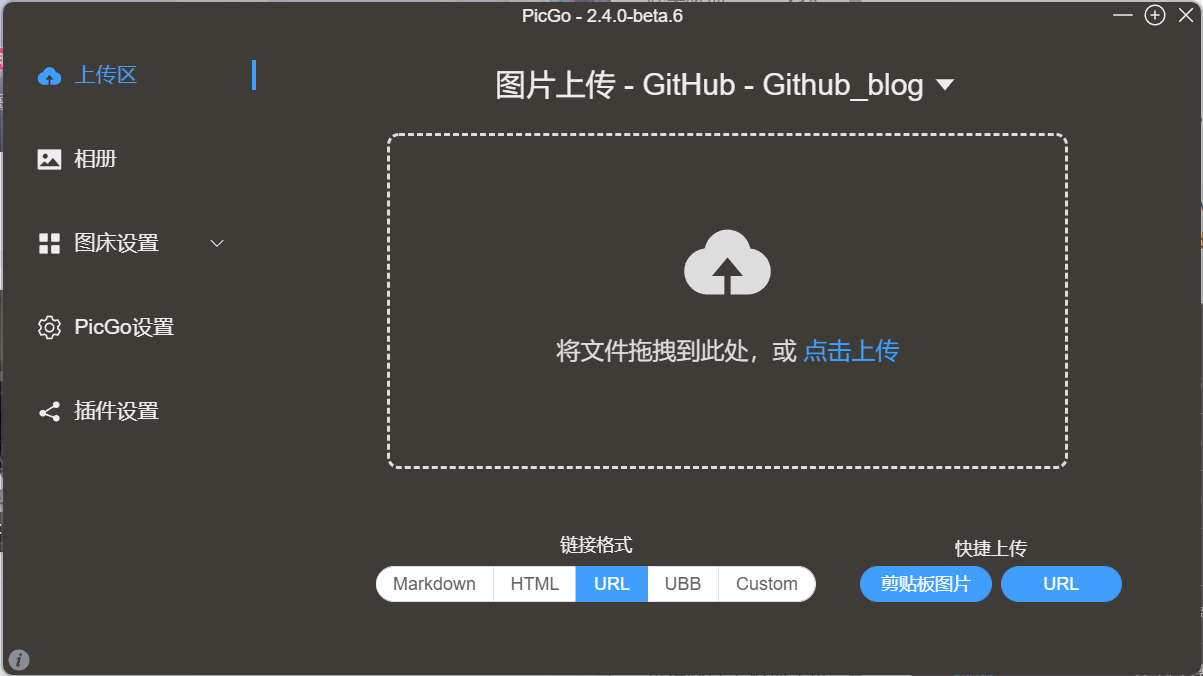 PicGo - 2.4.0-beta.6
上传区
相册
图床设置
PicGo设置
插件设置
图片上传 - GitHub - Github_blog
将文件拖拽到此处，或 点击上传
链接格式
Markdown HTML URL UBB Custom
快捷上传
剪贴板图片 URL